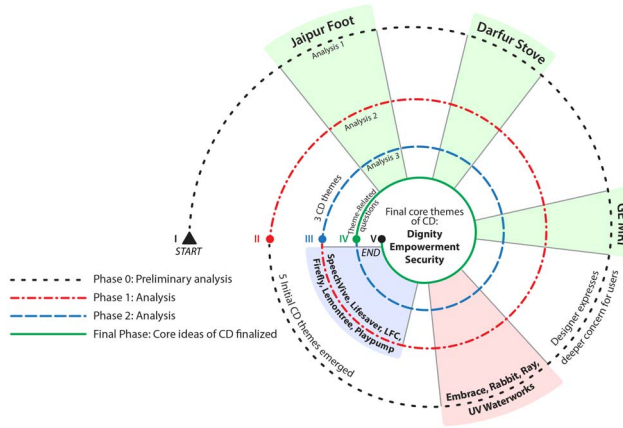 Jaipur Foot
Analysis 1
Darfur Stove
Analysis 2
Analysis 3
3 CD themes
Theme-Related
questions
Final core themes
of CD:
Dignity
Empowerment
Security
I
START
II
III
IV
V
END
SpeechVive, Lifesaver, LFC,
Firefly, Lemontree, Playpump
Phase 0: Preliminary analysis
Phase 1: Analysis
Phase 2: Analysis
Final Phase: Core ideas of CD finalized
5 Initial CD themes emerged
Embrace, Rabbit, Ray,
UV Waterworks
Designer expresses
deeper concern for users